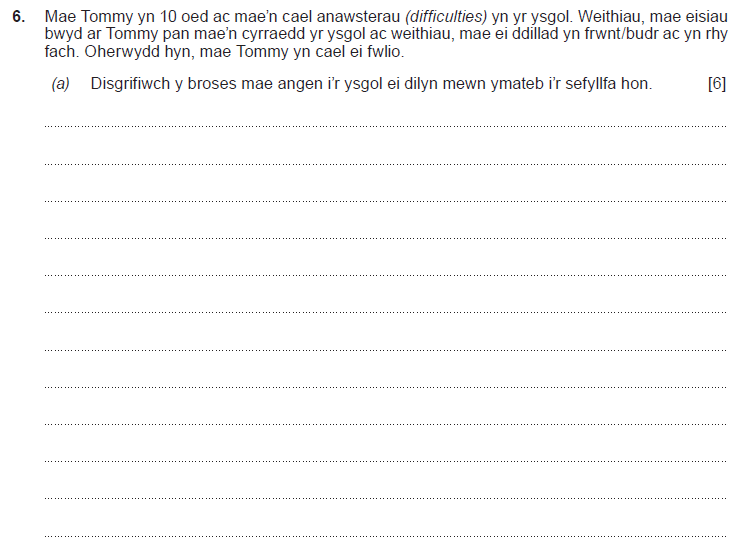 6. Mae Tommy yn 10 oed ac mae'n cael anawsterau (difficulties) yn yr ysgol. Weithiau, mae eisiau
bwyd ar Tommy pan mae'n cyrraedd yr ysgol ac weithiau, mae ei ddillad yn frwnt/budr ac yn rhy
fach. Oherwydd hyn, mae Tommy yn cael ei fwlio.
(a) Disgrifiwch y broses mae angen i'r ysgol ei dilyn mewn ymateb i'r sefyllfa hon. [6]